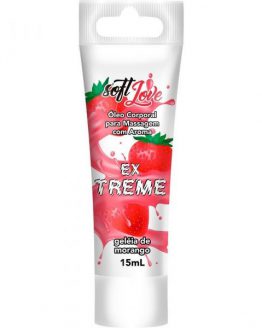 soft Love
Óleo Corporal
para Massagem
com Aroma
EX
TREME
geléia de
morango
15mL